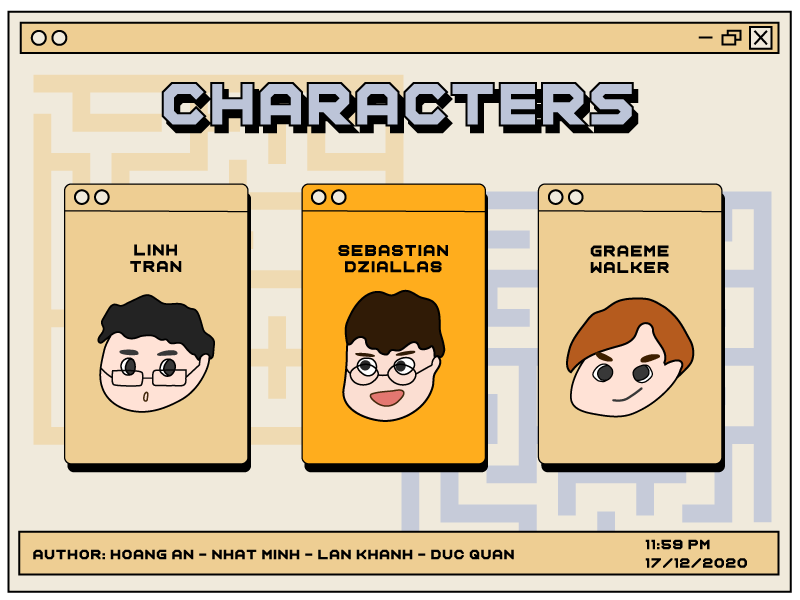 CHARACTERS
LINH
TRAN
SEBASTIAN
DZIALLAS
GRAEME
WALKER
AUTHOR: HOANG AN - NHAT MINH - LAN KHANH - DUC QUAN
11:59 PM
17/12/2020